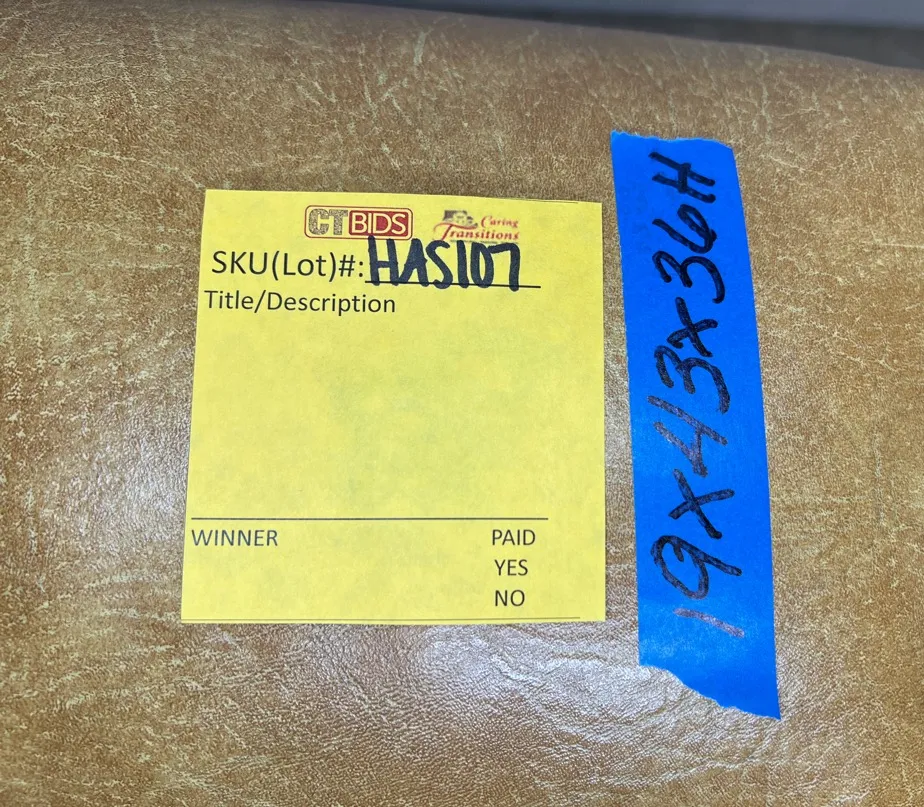 CTBIDS
Caring
Transitions
SKU(Lot)#: HAS107
Title/Description
WINNER PAID
YES
NO
19x43x36H